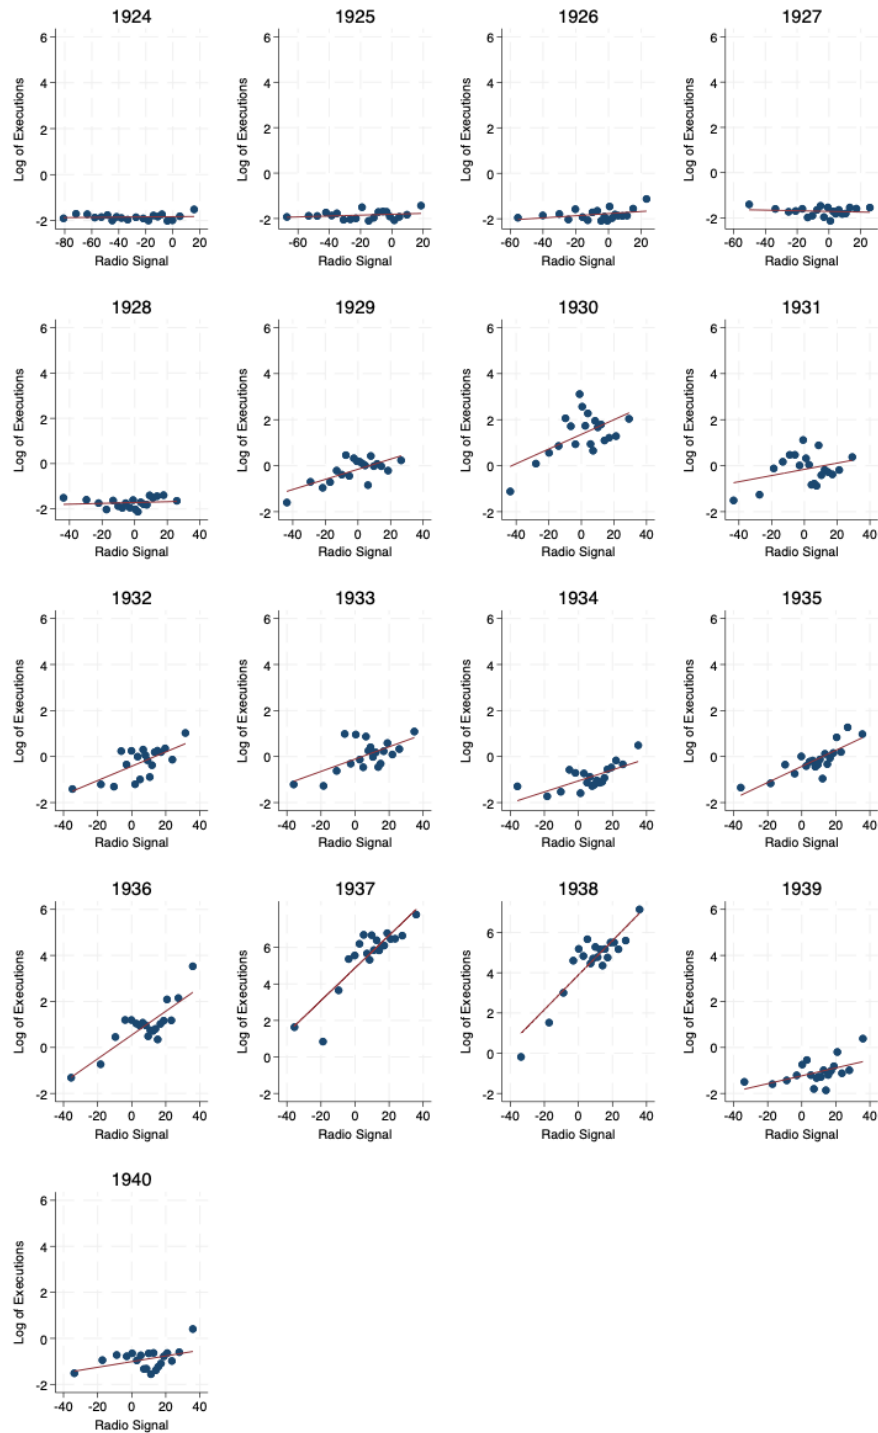 1924
Log of Executions
6
4
2
0
-2
-80 -60 -40 -20 0 20
Radio Signal
1925
Log of Executions
6
4
2
0
-2
-60 -40 -20 0 20
Radio Signal
1926
Log of Executions
6
4
2
0
-2
-60 -40 -20 0 20
Radio Signal
1927
Log of Executions
6
4
2
0
-2
-60 -40 -20 0 20
Radio Signal
1928
Log of Executions
6
4
2
0
-2
-40 -20 0 20 40
Radio Signal
1929
Log of Executions
6
4
2
0
-2
-40 -20 0 20 40
Radio Signal
1930
Log of Executions
6
4
2
0
-2
-40 -20 0 20 40
Radio Signal
1931
Log of Executions
6
4
2
0
-2
-40 -20 0 20 40
Radio Signal
1932
Log of Executions
6
4
2
0
-2
-40 -20 0 20 40
Radio Signal
1933
Log of Executions
6
4
2
0
-2
-40 -20 0 20 40
Radio Signal
1934
Log of Executions
6
4
2
0
-2
-40 -20 0 20 40
Radio Signal
1935
Log of Executions
6
4
2
0
-2
-40 -20 0 20 40
Radio Signal
1936
Log of Executions
6
4
2
0
-2
-40 -20 0 20 40
Radio Signal
1937
Log of Executions
6
4
2
0
-2
-40 -20 0 20 40
Radio Signal
1938
Log of Executions
6
4
2
0
-2
-40 -20 0 20 40
Radio Signal
1939
Log of Executions
6
4
2
0
-2
-40 -20 0 20 40
Radio Signal
1940
Log of Executions
6
4
2
0
-2
-40 -20 0 20 40
Radio Signal